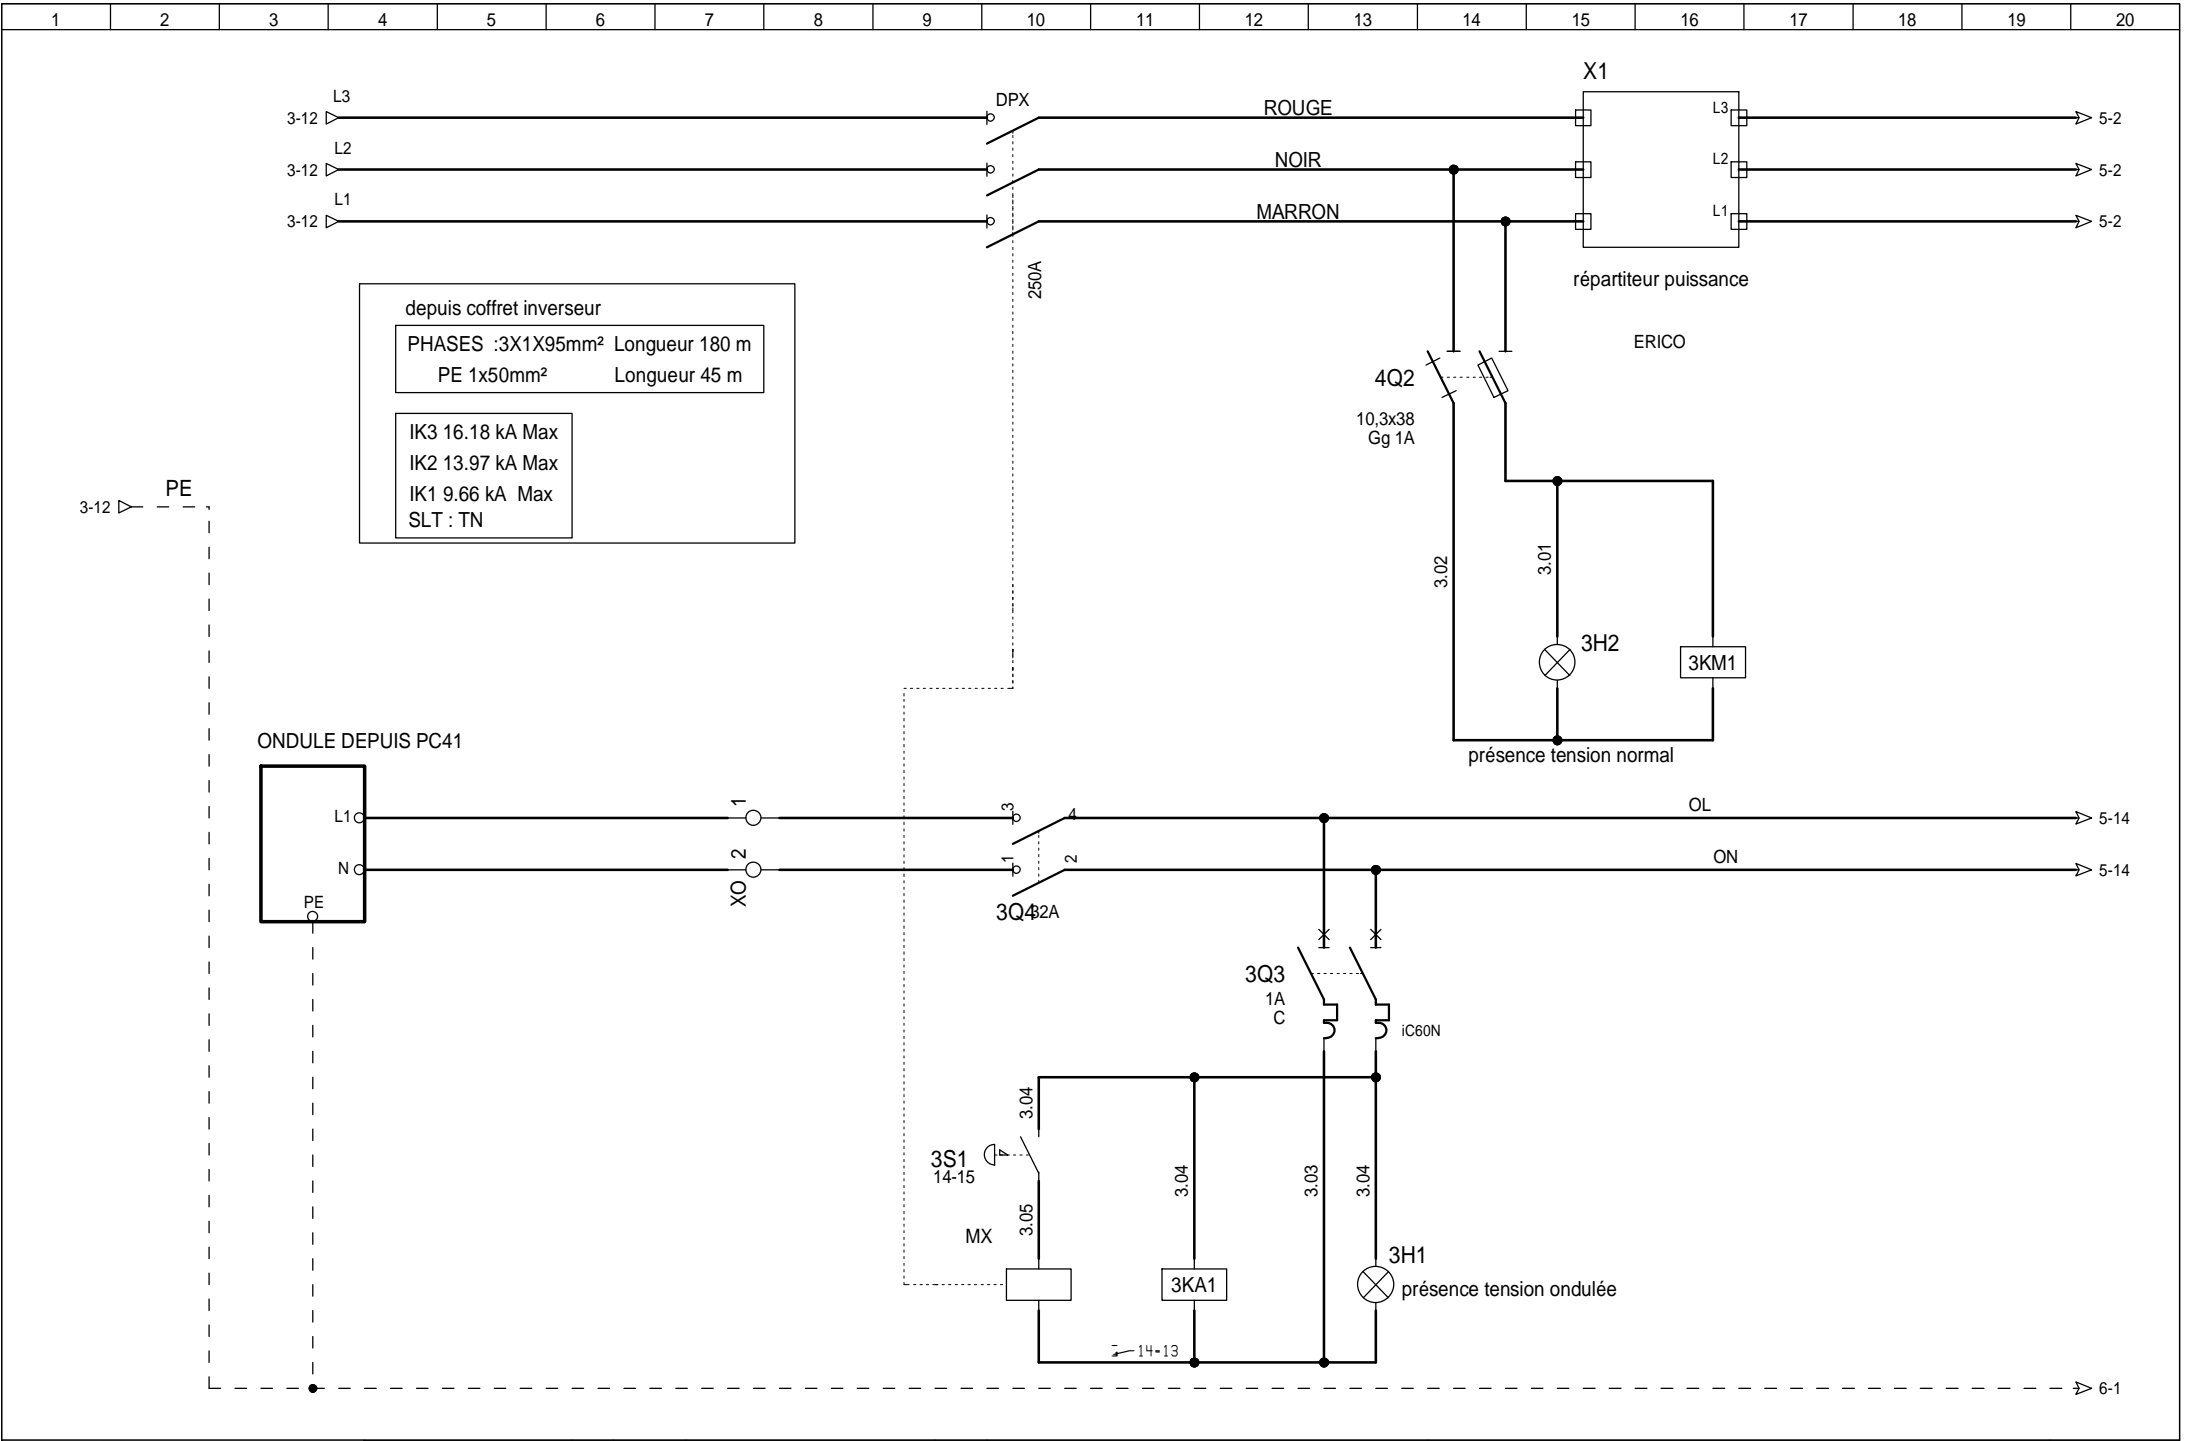 1 2 3 4 5 6 7 8 9 10 11 12 13 14 15 16 17 18 19 20
X1
L3
DPX
3-12
ROUGE
L3
5-2
L2
3-12
NOIR
L2
5-2
L1
3-12
MARRON
L1
5-2
250A
répartiteur puissance
ERICO
depuis coffret inverseur
PHASES :3X1X95mm² Longueur 180 m
PE 1x50mm² Longueur 45 m
IK3 16.18 kA Max
IK2 13.97 kA Max
IK1 9.66 kA Max
SLT : TN
4Q2
10,3x38
Gg 1A
PE
3-12
3.02
3.01
3H2
3KM1
présence tension normal
ONDULE DEPUIS PC41
L1
1
3
4
OL
5-14
N
2
XO
1
2
ON
5-14
PE
3Q4
32A
3Q3
1A
C
iC60N
3.04
3S1
14-15
3.04
3.03
3.04
3.05
MX
3KA1
3H1
présence tension ondulée
14-13
6-1